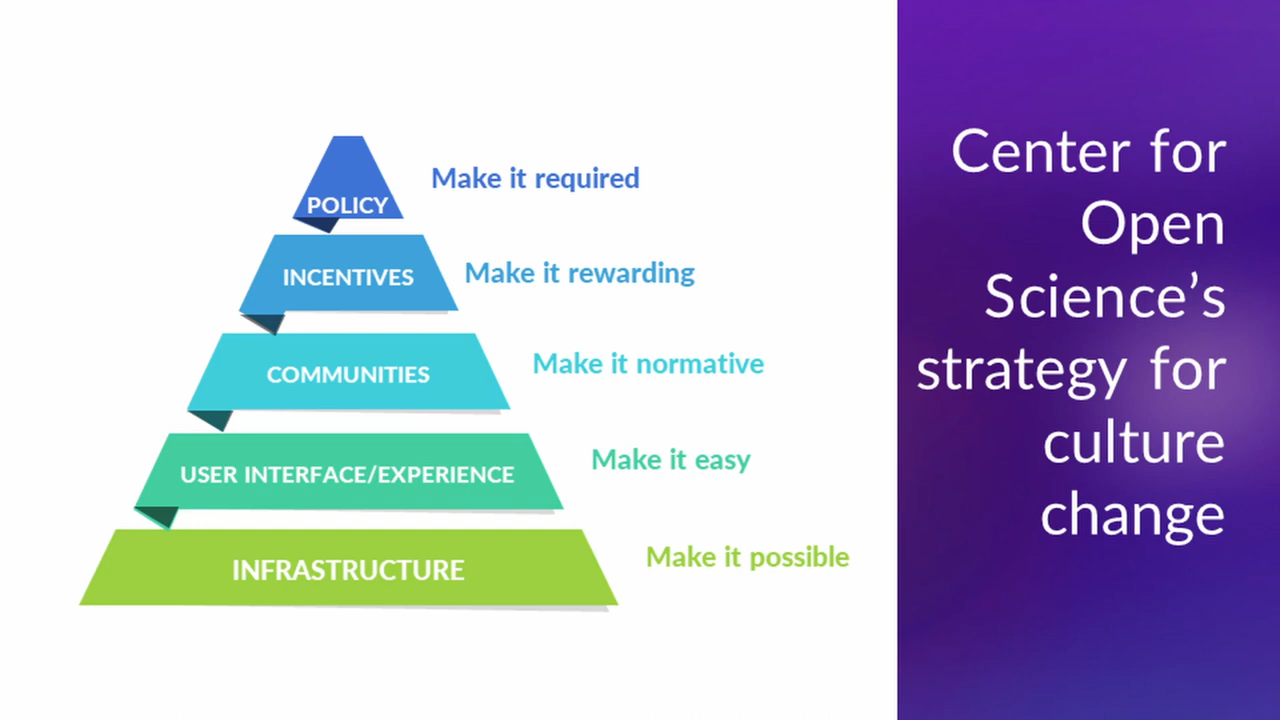 POLICY
Make it required
INCENTIVES
Make it rewarding
COMMUNITIES
Make it normative
USER INTERFACE/EXPERIENCE
Make it easy
INFRASTRUCTURE
Make it possible
Center for
Open
Science’s
strategy for
culture
change